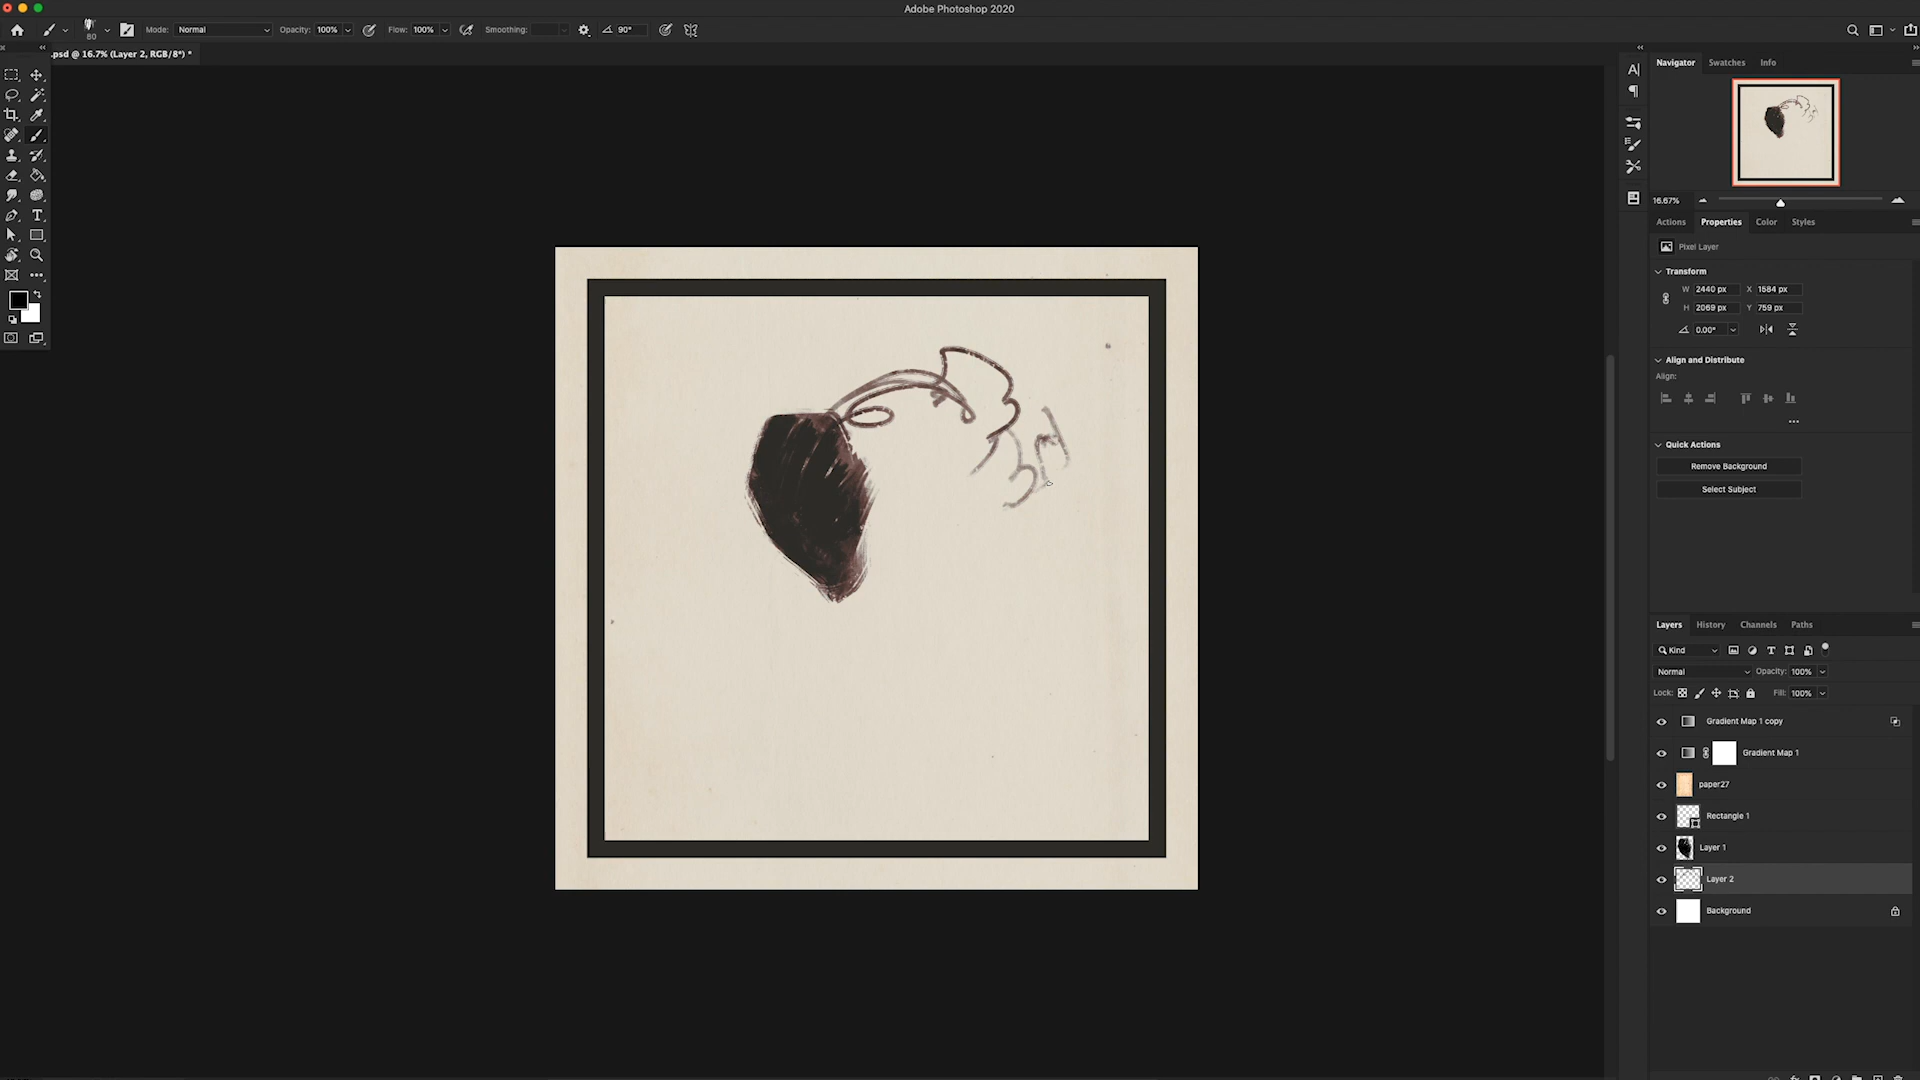 Adobe Photoshop 2020
80
Mode: Normal Opacity: 100% Flow: 100% Smoothing: 90°
.psd @ 16.7% (Layer 2, RGB/8*) *
Navigator Swatches Info
16.67%
Actions Properties Color Styles
Pixel Layer
Transform
W 2440 px X 1584 px
H 2069 px Y 759 px
0.00°
Align and Distribute
Align:
Quick Actions
Remove Background
Select Subject
Layers History Channels Paths
Kind
Normal Opacity: 100%
Lock: Fill: 100%
Gradient Map 1 copy
Gradient Map 1
paper27
Rectangle 1
Layer 1
Layer 2
Background